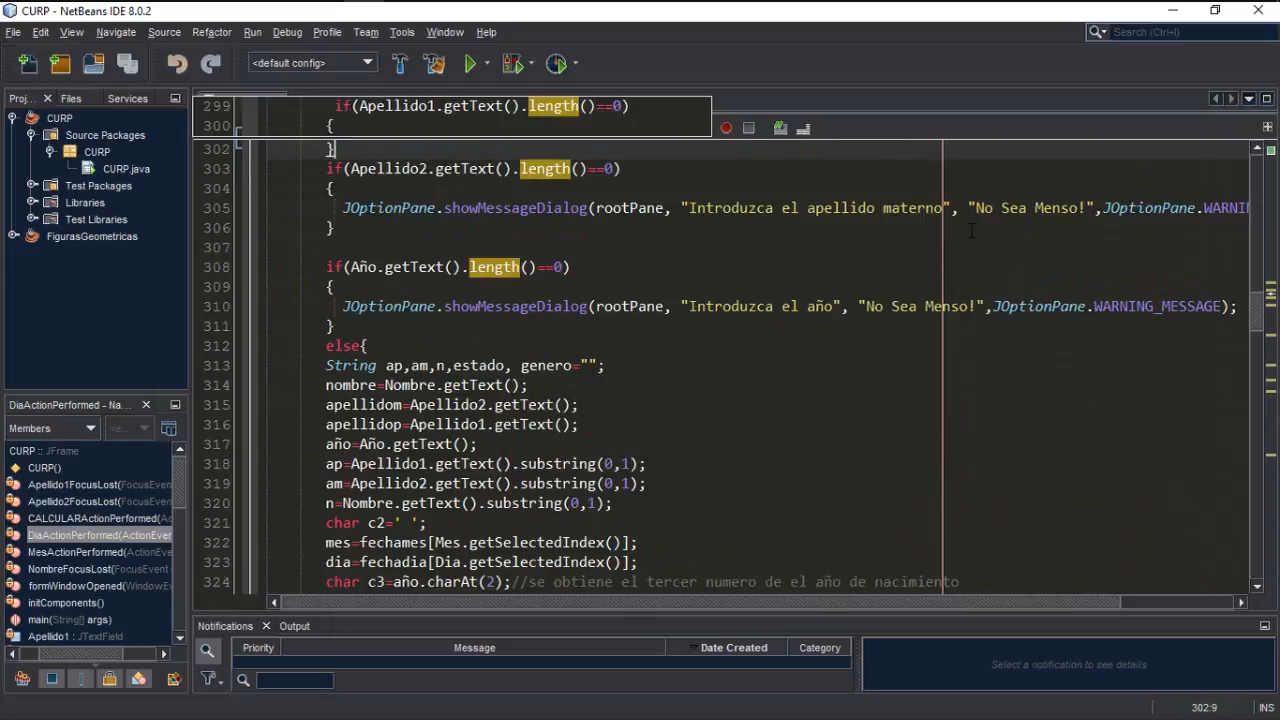 CURP - NetBeans IDE 8.0.2
File Edit View Navigate Source Refactor Run Debug Profile Team Tools Window Help
Search (Ctrl+I)
<default config>
Proj... Files Services
CURP
Source Packages
CURP
CURP.java
Test Packages
Libraries
Test Libraries
FigurasGeometricas
299 if(Apellido1.getText().length()==0)
300 {
302 }
303 if(Apellido2.getText().length()==0)
304 {
305 JOptionPane.showMessageDialog(rootPane, "Introduzca el apellido materno", "No Sea Menso!",JOptionPane.WARNIN
306 }
307
308 if(Año.getText().length()==0)
309 {
310 JOptionPane.showMessageDialog(rootPane, "Introduzca el año", "No Sea Menso!",JOptionPane.WARNING_MESSAGE);
311 }
312 else{
313 String ap,am,n,estado, genero="";
314 nombre=Nombre.getText();
315 apellidom=Apellido2.getText();
316 apellidop=Apellido1.getText();
317 año=Año.getText();
318 ap=Apellido1.getText().substring(0,1);
319 am=Apellido2.getText().substring(0,1);
320 n=Nombre.getText().substring(0,1);
321 char c2=' ';
322 mes=fechames[Mes.getSelectedIndex()];
323 dia=fechadia[Dia.getSelectedIndex()];
324 char c3=año.charAt(2);//se obtiene el tercer numero de el año de nacimiento
DiaActionPerformed - Na...
Members <e...
CURP :: JFrame
CURP()
Apellido1FocusLost(FocusEvent
Apellido2FocusLost(FocusEvent
CALCULARActionPerformed(Ac
DiaActionPerformed(ActionEver
MesActionPerformed(ActionEve
NombreFocusLost(FocusEvent
formWindowOpened(WindowEv
initComponents()
main(String[] args)
Apellido1 : JTextField
Notifications Output
Priority Message Date Created Category
Select a notification to see details
302:9 INS